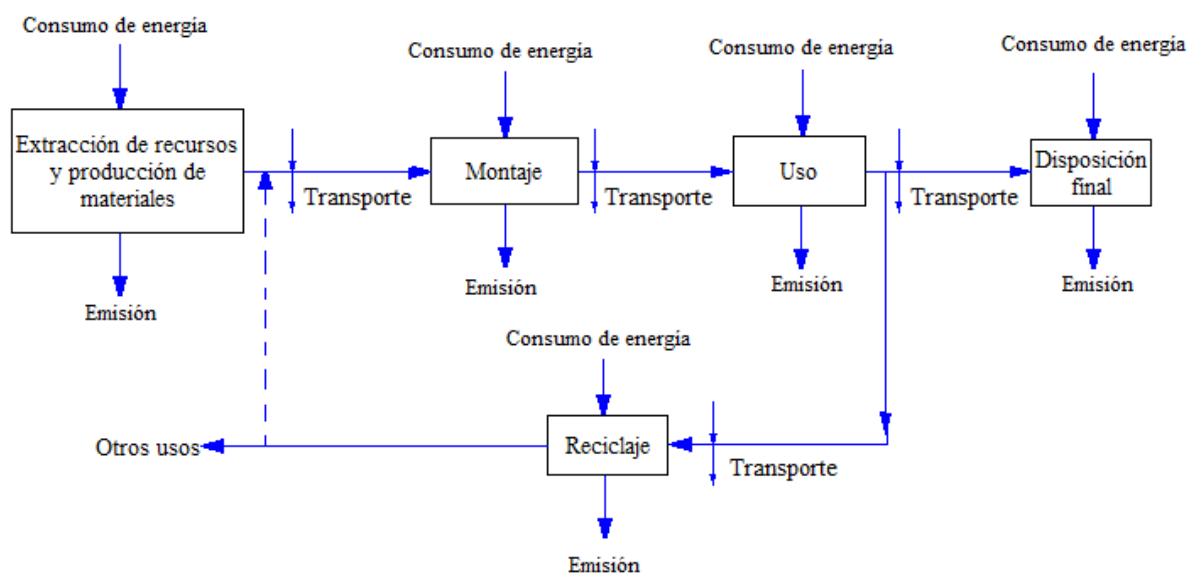 Consumo de energía
Consumo de energía
Consumo de energía
Consumo de energía
Extracción de recursos
y producción de
materiales
Transporte
Montaje
Transporte
Uso
Transporte
Disposición
final
Emisión
Emisión
Emisión
Emisión
Consumo de energía
Otros usos
Reciclaje
Transporte
Emisión